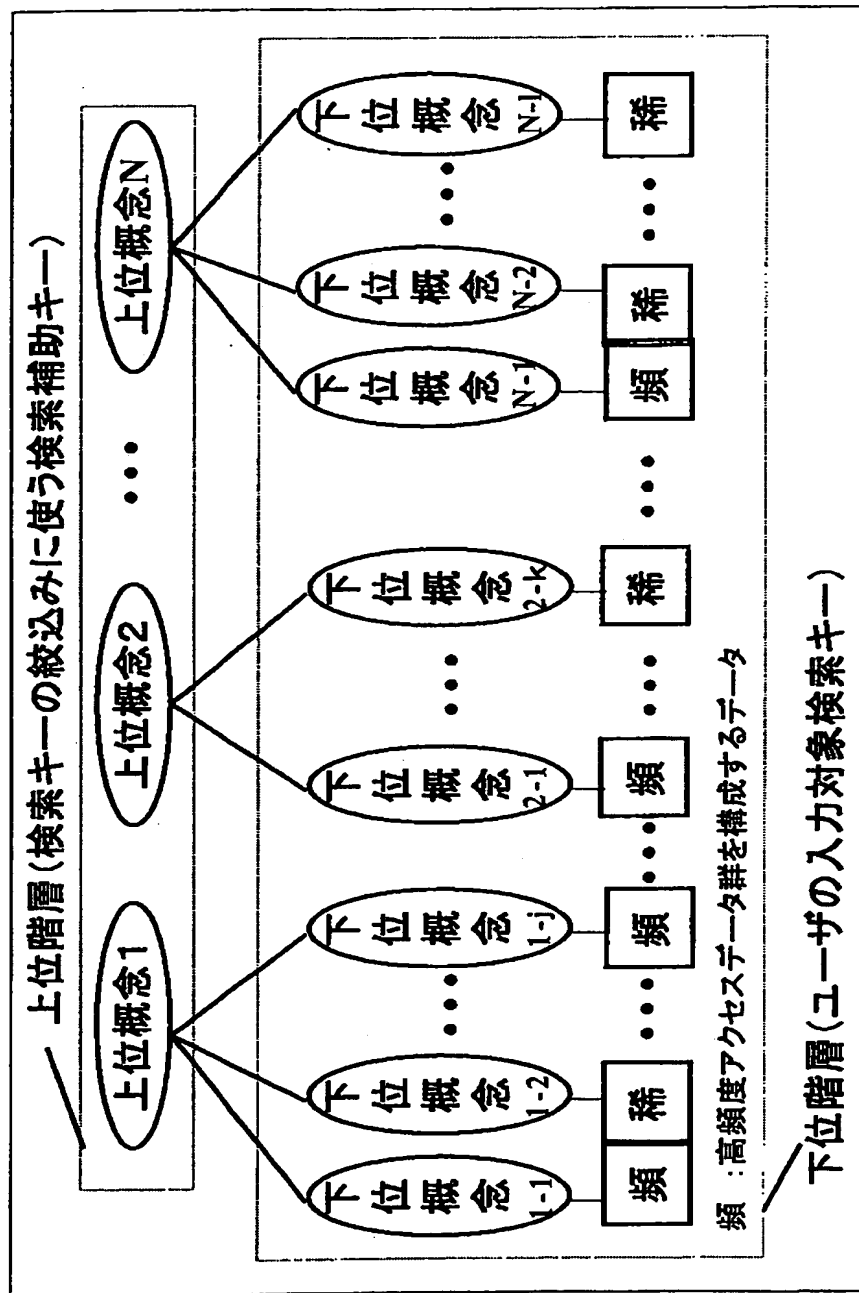 上位階層(検索キーの絞込みに使う検索補助キー)
上位概念1
上位概念2
•••
上位概念N
下位概念1-1
下位概念1-2
•••
下位概念1-j
下位概念2-1
•••
下位概念2-k
下位概念N-1
下位概念N-2
•••
下位概念N-1
頻
稀
•••
頻
•••
頻
•••
稀
•••
頻
稀
•••
稀
頻:高頻度アクセスデータ群を構成するデータ
下位階層(ユーザの入力対象検索キー)